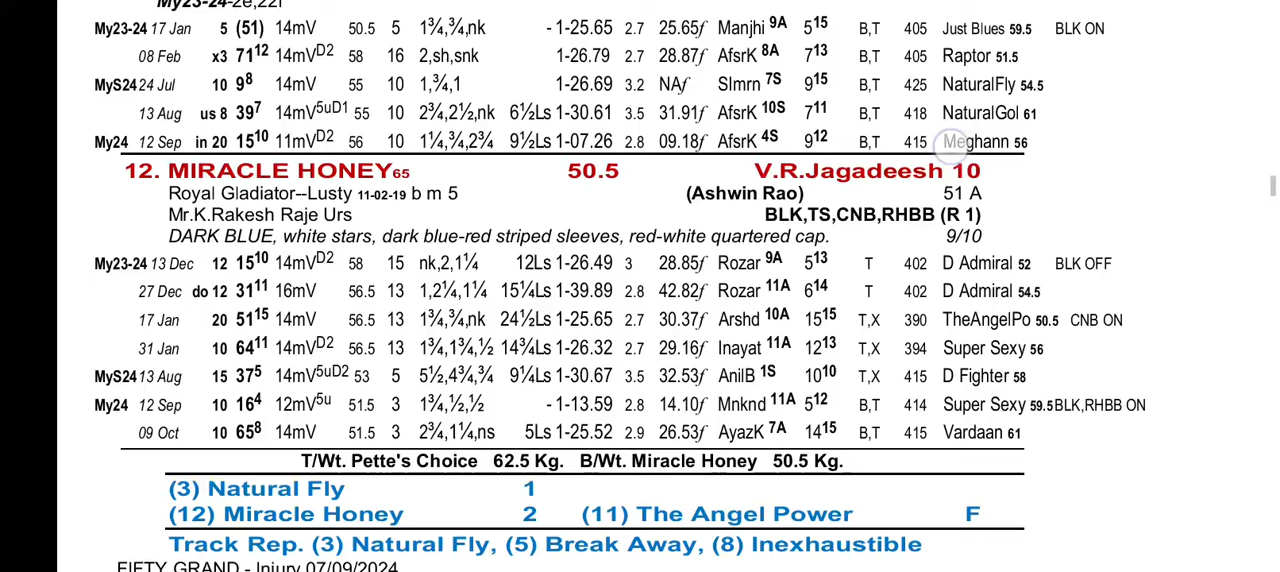 My23-24-2e,22f
My23-24 17 Jan 5 (51) 14mV 50.5 5 1¾,¾,nk - 1-25.65 2.7 25.65f Manjhi 9A 5 15 B,T 405 Just Blues 59.5 BLK ON
08 Feb x3 71 12 14mV D2 58 16 2,sh,snk 1-26.79 2.7 28.87f AfsrK 8A 7 13 B,T 405 Raptor 51.5
MyS24 24 Jul 10 9 8 14mV 55 10 1,¾,1 1-26.69 3.2 NAf SImrn 7S 9 15 B,T 425 NaturalFly 54.5
13 Aug us 8 39 7 14mV 5uD1 55 10 2¾,2½,nk 6½Ls 1-30.61 3.5 31.91f AfsrK 10S 7 11 B,T 418 NaturalGol 61
My24 12 Sep in 20 15 10 11mV D2 56 10 1¼,¾,2¾ 9½Ls 1-07.26 2.8 09.18f AfsrK 4S 9 12 B,T 415 Meghann 56
12. MIRACLE HONEY 65 50.5 V.R.Jagadeesh 10
Royal Gladiator--Lusty 11-02-19 b m 5 (Ashwin Rao) 51 A
Mr.K.Rakesh Raje Urs BLK,TS,CNB,RHBB (R 1)
DARK BLUE, white stars, dark blue-red striped sleeves, red-white quartered cap. 9/10
My23-24 13 Dec 12 15 10 14mV D2 58 15 nk,2,1¼ 12Ls 1-26.49 3 28.85f Rozar 9A 5 13 T 402 D Admiral 52 BLK OFF
27 Dec do 12 31 11 16mV 56.5 13 1,2¼,1¼ 15¼Ls 1-39.89 2.8 42.82f Rozar 11A 6 14 T 402 D Admiral 54.5
17 Jan 20 51 15 14mV 56.5 13 1¾,¾,nk 24½Ls 1-25.65 2.7 30.37f Arshd 10A 15 15 T,X 390 TheAngelPo 50.5 CNB ON
31 Jan 10 64 11 14mV D2 56.5 13 1¾,1¾,½ 14¾Ls 1-26.32 2.7 29.16f Inayat 11A 12 13 T,X 394 Super Sexy 56
MyS24 13 Aug 15 37 5 14mV 5uD2 53 5 5½,4¾,¾ 9¼Ls 1-30.67 3.5 32.53f AnilB 1S 10 10 T,X 415 D Fighter 58
My24 12 Sep 10 16 4 12mV 5u 51.5 3 1¾,½,½ - 1-13.59 2.8 14.10f Mnknd 11A 5 12 B,T 414 Super Sexy 59.5 BLK,RHBB ON
09 Oct 10 65 8 14mV 51.5 3 2¾,1¼,ns 5Ls 1-25.52 2.9 26.53f AyazK 7A 14 15 B,T 415 Vardaan 61
T/Wt. Pette's Choice 62.5 Kg. B/Wt. Miracle Honey 50.5 Kg.
(3) Natural Fly 1
(12) Miracle Honey 2 (11) The Angel Power F
Track Rep. (3) Natural Fly, (5) Break Away, (8) Inexhaustible
FIFTY GRAND - Injury 07/09/2024